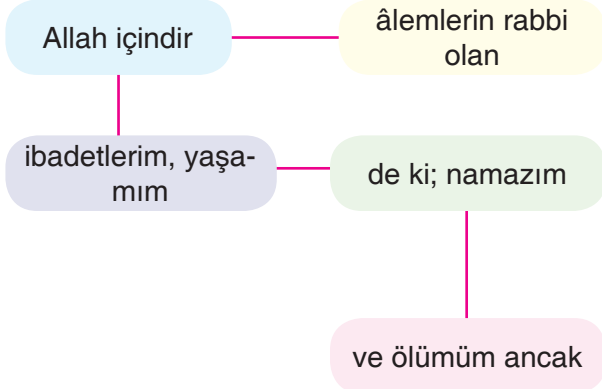 Allah içindir
âlemlerin rabbi
olan
ibadetlerim, yaşa-
mım
de ki; namazım
ve ölümüm ancak